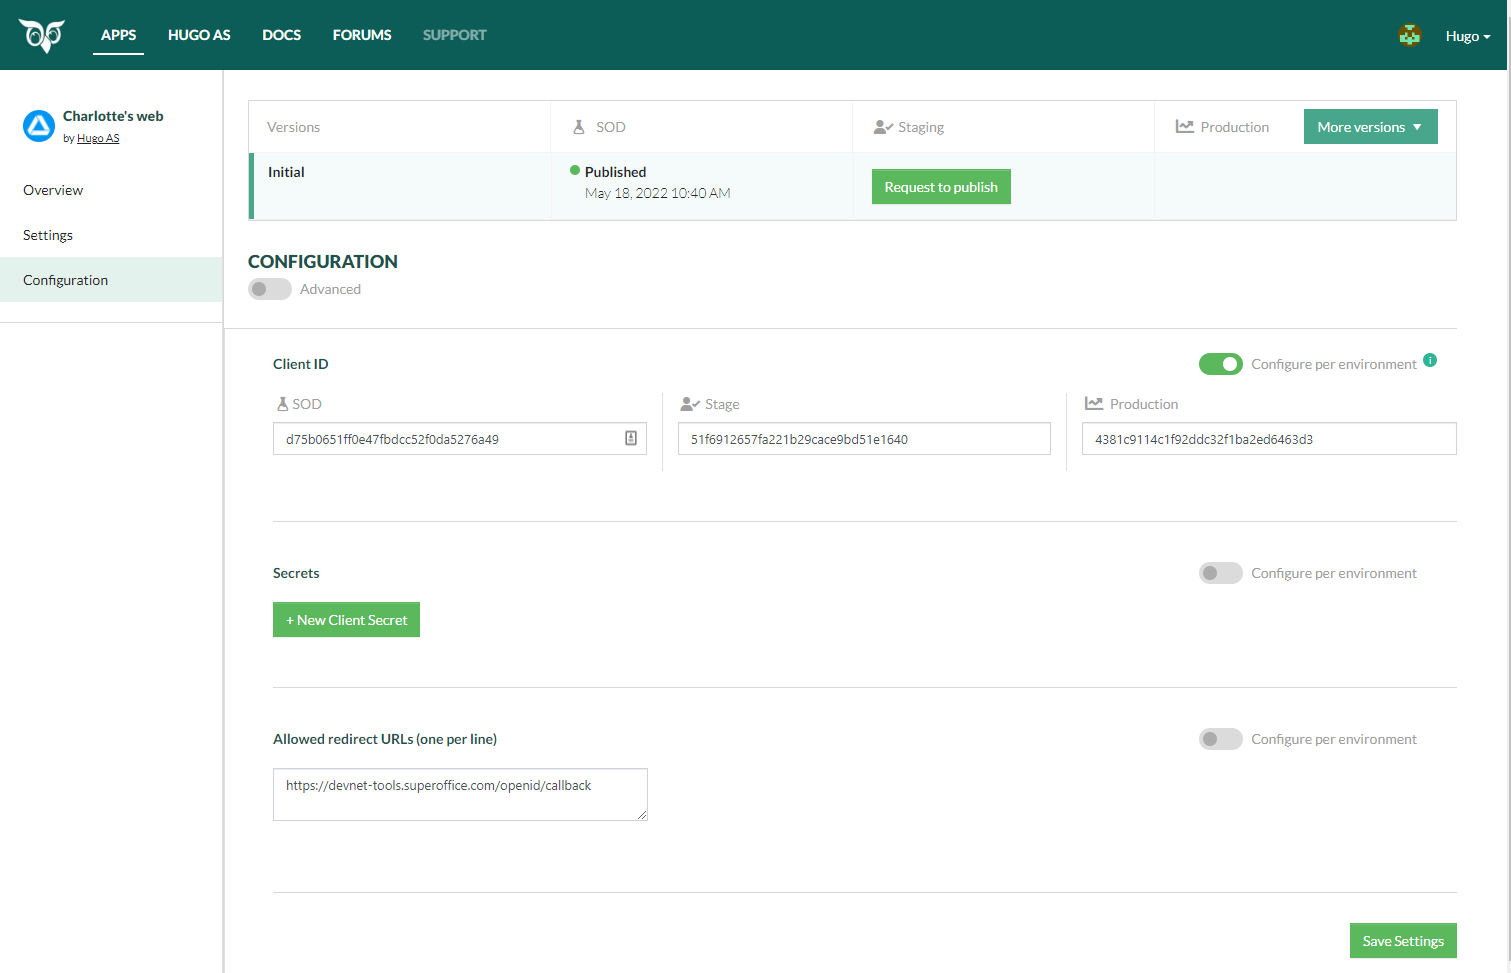 APPS HUGO AS DOCS FORUMS SUPPORT Hugo
Charlotte's web
by Hugo AS
Overview
Settings
Configuration
Versions SOD Staging Production More versions
Initial Published Request to publish
May 18, 2022 10:40 AM
CONFIGURATION
Advanced
Client ID Configure per environment i
SOD Stage Production
d75b0651ff0e47fbdcc52f0da5276a49 51f6912657fa221b29cace9bd51e1640 4381c9114c1f92ddc32f1ba2ed6463d3
Secrets Configure per environment
+ New Client Secret
Allowed redirect URLs (one per line) Configure per environment
https://devnet-tools.superoffice.com/openid/callback
Save Settings